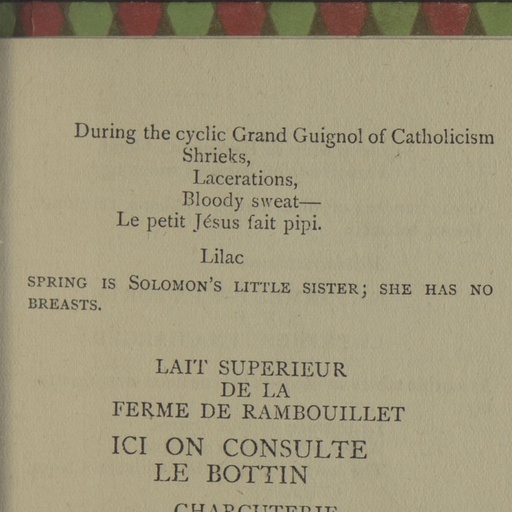 During the cyclic Grand Guignol of Catholicism
Shrieks,
Lacerations,
Bloody sweat—
Le petit Jésus fait pipi.
Lilac
SPRING IS SOLOMON'S LITTLE SISTER; SHE HAS NO
BREASTS.
LAIT SUPERIEUR
DE LA
FERME DE RAMBOUILLET
ICI ON CONSULTE
LE BOTTIN
CHARCUTERIE